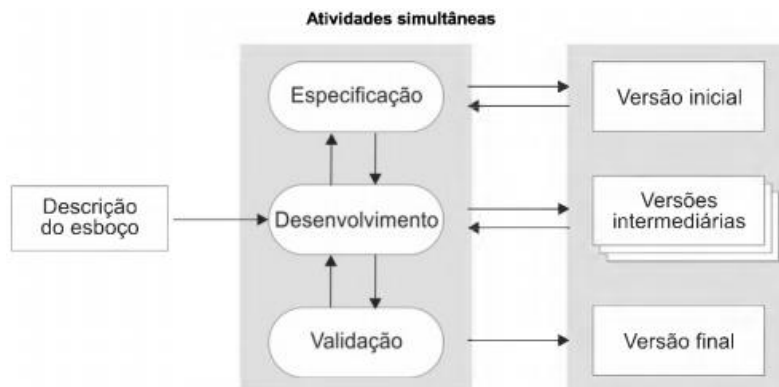 Atividades simultâneas
Especificação
Versão inicial
Descrição
do esboço
Desenvolvimento
Versões
intermediárias
Validação
Versão final